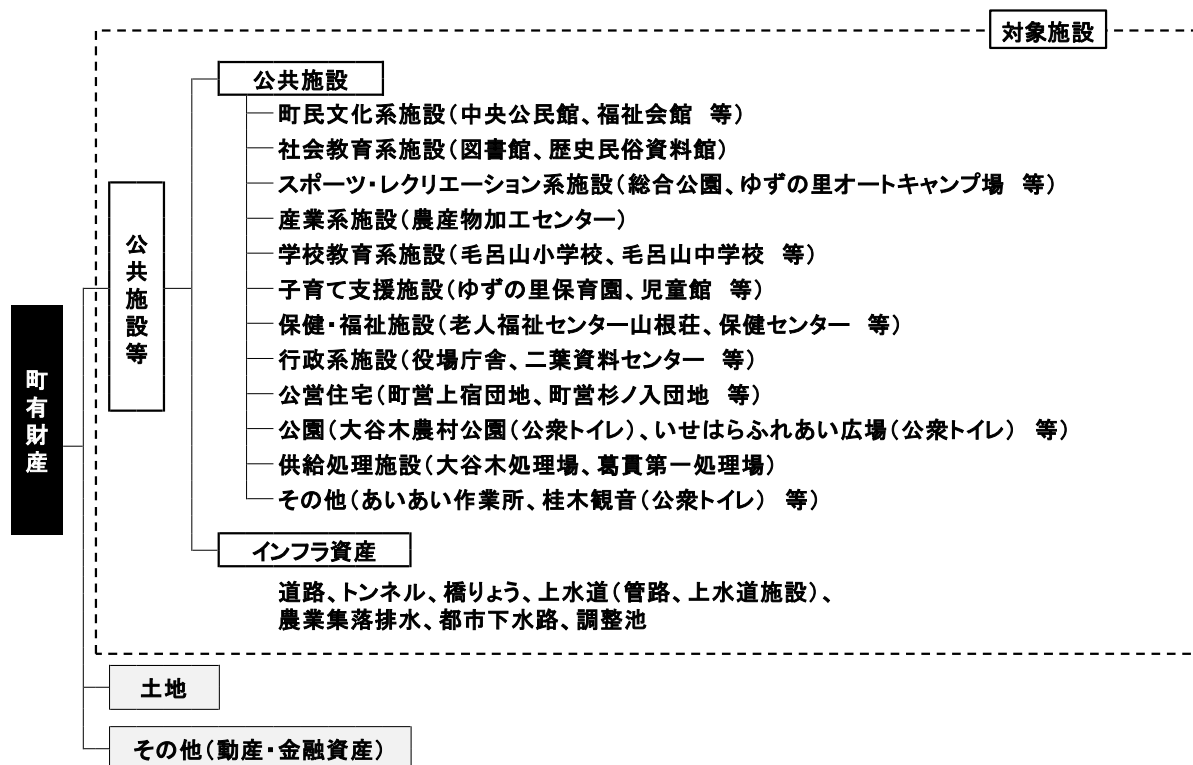 対象施設
公共施設
町民文化系施設（中央公民館、福祉会館　等）
社会教育系施設（図書館、歴史民俗資料館）
スポーツ・レクリエーション系施設（総合公園、ゆずの里オートキャンプ場　等）
産業系施設（農産物加工センター）
学校教育系施設（毛呂山小学校、毛呂山中学校　等）
子育て支援施設（ゆずの里保育園、児童館　等）
保健・福祉施設（老人福祉センター山根荘、保健センター　等）
行政系施設（役場庁舎、二葉資料センター　等）
公営住宅（町営上宿団地、町営杉ノ入団地　等）
公園（大谷木農村公園（公衆トイレ）、いせはらふれあい広場（公衆トイレ）　等）
供給処理施設（大谷木処理場、葛貫第一処理場）
その他（あいあい作業所、桂木観音（公衆トイレ）　等）
公共施設等
町有財産
インフラ資産
道路、トンネル、橋りょう、上水道（管路、上水道施設）、
農業集落排水、都市下水路、調整池
土地
その他（動産・金融資産）